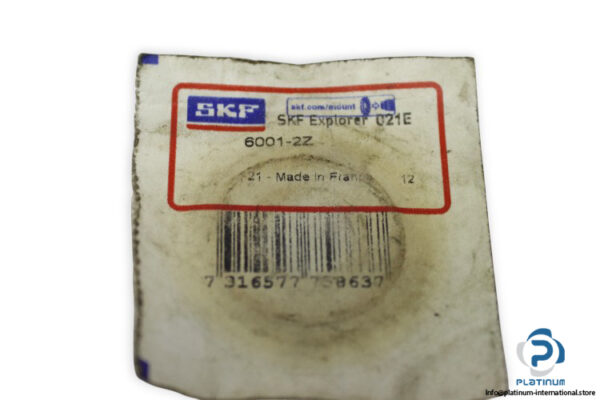 SKF
skf.com/mount
SKF Explorer 021E
6001-2Z
21 - Made in France 12
7 316577 758637
PLATINUM
info@platinum-international.store